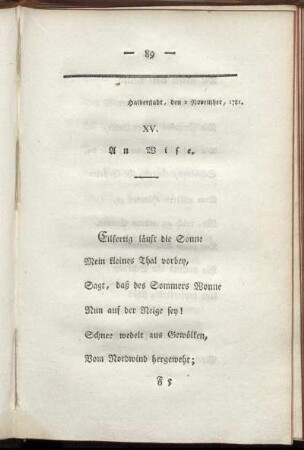 — 89 —
Halberstadt, den 2 November, 1781.
XV.
An Wise.
Eilfertig läuft die Sonne
Mein kleines Thal vorbey,
Sagt, daß des Sommers Wonne
Nun auf der Neige sey!
Schnee wedelt aus Gewölken,
Vom Nordwind hergeweht;
F 5